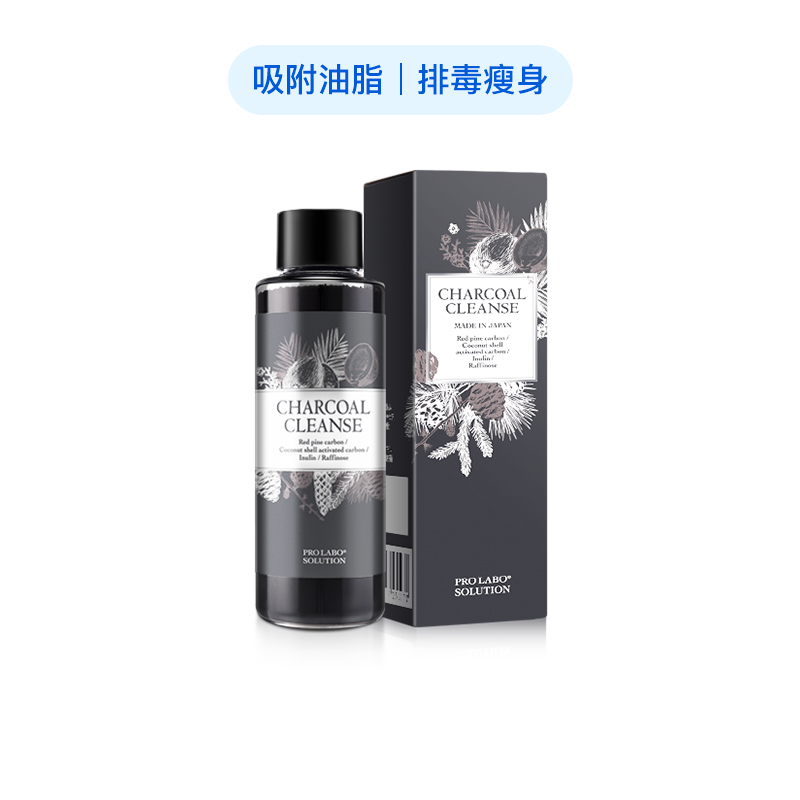 吸附油脂｜排毒瘦身
CHARCOAL
CLEANSE
MADE IN JAPAN
Red pine carbon /
Coconut shell
activated carbon /
Inulin /
Raffinose
PRO LABO®
SOLUTION
CHARCOAL
CLEANSE
Red pine carbon /
Coconut shell activated carbon /
Inulin / Raffinose
PRO LABO®
SOLUTION